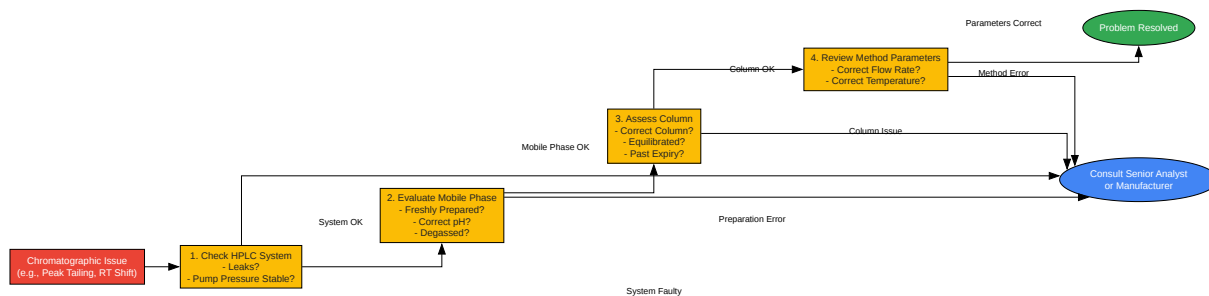 Parameters Correct
Problem Resolved
4. Review Method Parameters
- Correct Flow Rate?
- Correct Temperature?
Column OK
Method Error
3. Assess Column
- Correct Column?
- Equilibrated?
- Past Expiry?
Column Issue
Mobile Phase OK
Consult Senior Analyst
or Manufacturer
2. Evaluate Mobile Phase
- Freshly Prepared?
- Correct pH?
- Degassed?
System OK
Preparation Error
1. Check HPLC System
- Leaks?
- Pump Pressure Stable?
Chromatographic Issue
(e.g., Peak Tailing, RT Shift)
System Faulty